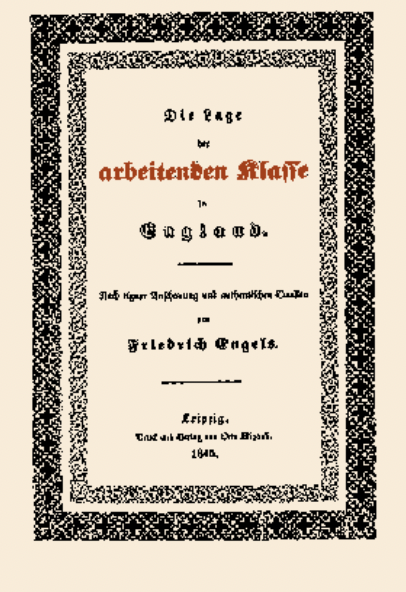 Die Lage
der
arbeitenden Klasse
in
England.
Nach eigner Anschauung und authentischen Quellen
von
Friedrich Engels.
Leipzig.
Druck und Verlag von Otto Wigand.
1845.